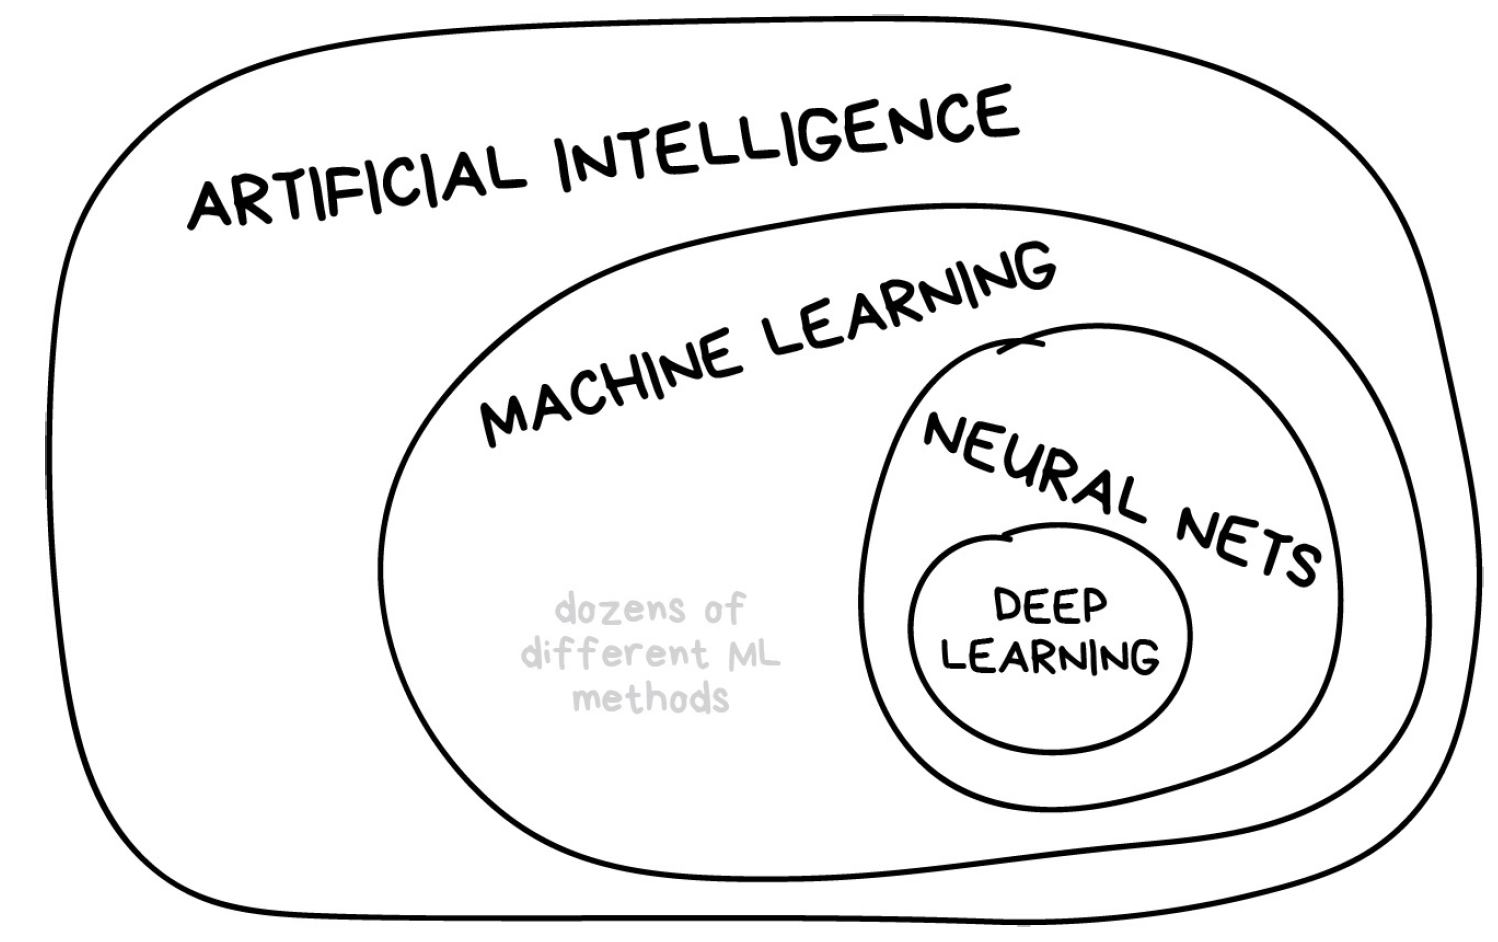 ARTIFICIAL INTELLIGENCE
MACHINE LEARNING
NEURAL NETS
DEEP
LEARNING
dozens of
different ML
methods